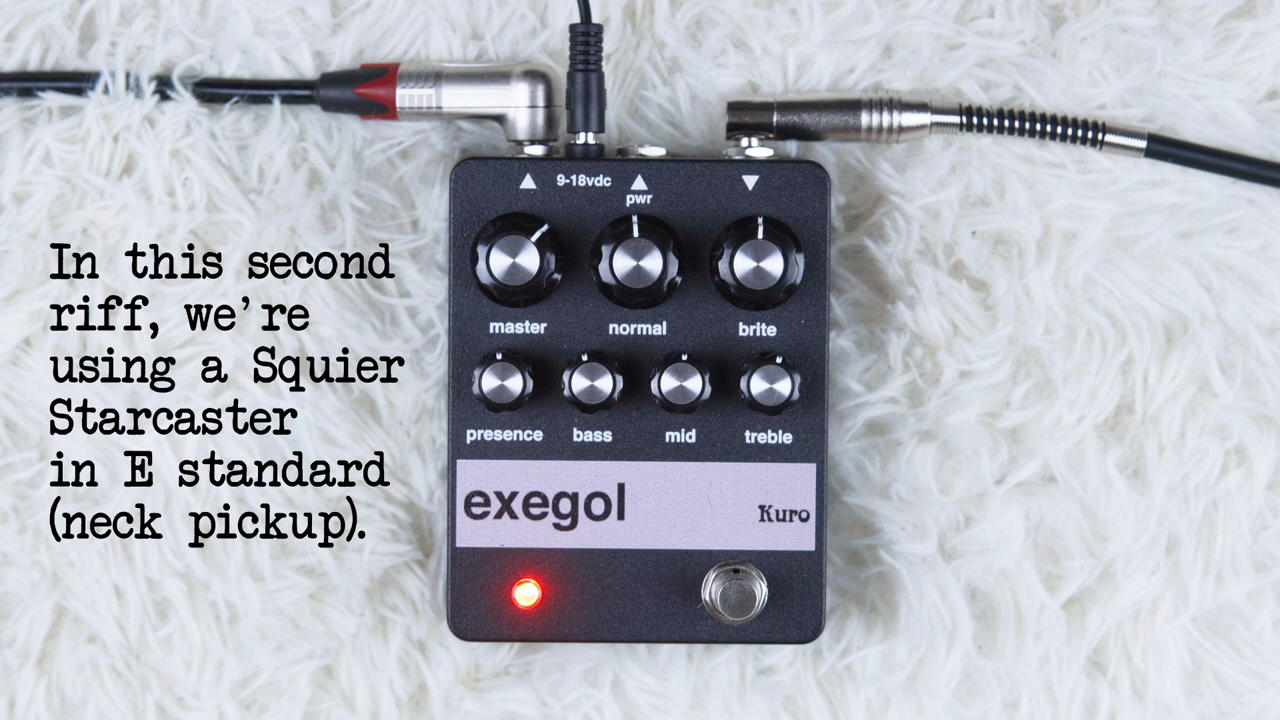 In this second
riff, we're
using a Squier
Starcaster
in E standard
(neck pickup).
9-18vdc
pwr
master normal brite
presence bass mid treble
exegol Kuro